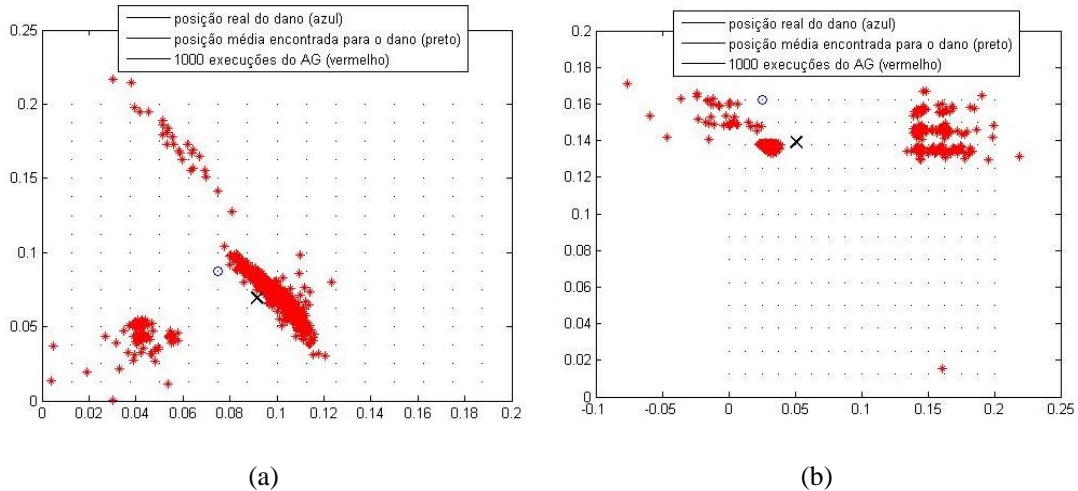 posição real do dano (azul)
posição média encontrada para o dano (preto)
1000 execuções do AG (vermelho)
0.25
0.2
0.15
0.1
0.05
0
0 0.02 0.04 0.06 0.08 0.1 0.12 0.14 0.16 0.18 0.2
(a)
posição real do dano (azul)
posição média encontrada para o dano (preto)
1000 execuções do AG (vermelho)
0.2
0.18
0.16
0.14
0.12
0.1
0.08
0.06
0.04
0.02
0
-0.1 -0.05 0 0.05 0.1 0.15 0.2 0.25
(b)